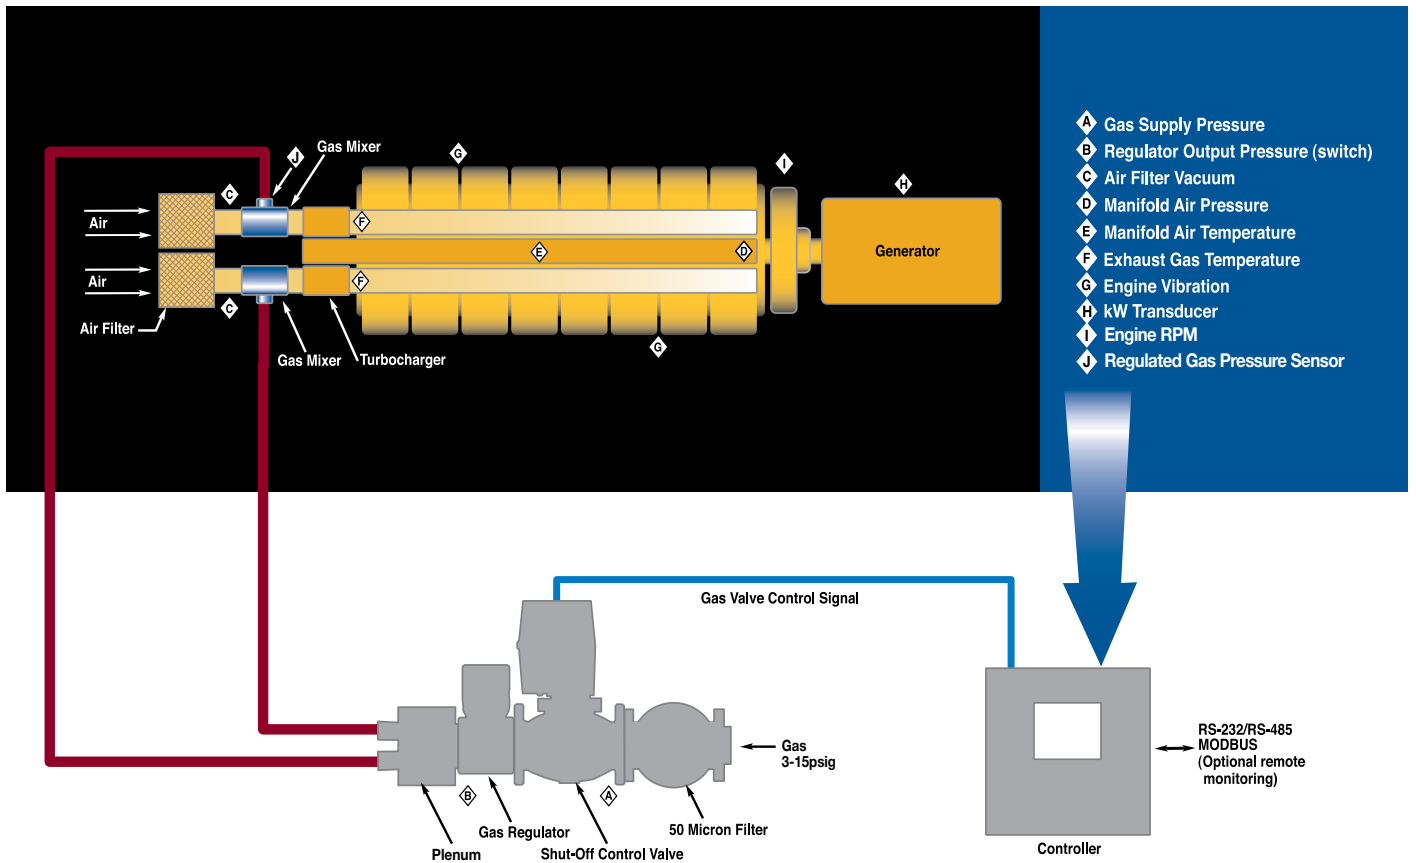 Gas Mixer
J
G
I
H
C
Air
F
E
D
Generator
Air
F
C
Air Filter
Gas Mixer
Turbocharger
G
A Gas Supply Pressure
B Regulator Output Pressure (switch)
C Air Filter Vacuum
D Manifold Air Pressure
E Manifold Air Temperature
F Exhaust Gas Temperature
G Engine Vibration
H kW Transducer
I Engine RPM
J Regulated Gas Pressure Sensor
Gas Valve Control Signal
Gas
3-15psig
RS-232/RS-485
MODBUS
(Optional remote
monitoring)
B
A
Plenum
Gas Regulator
Shut-Off Control Valve
50 Micron Filter
Controller